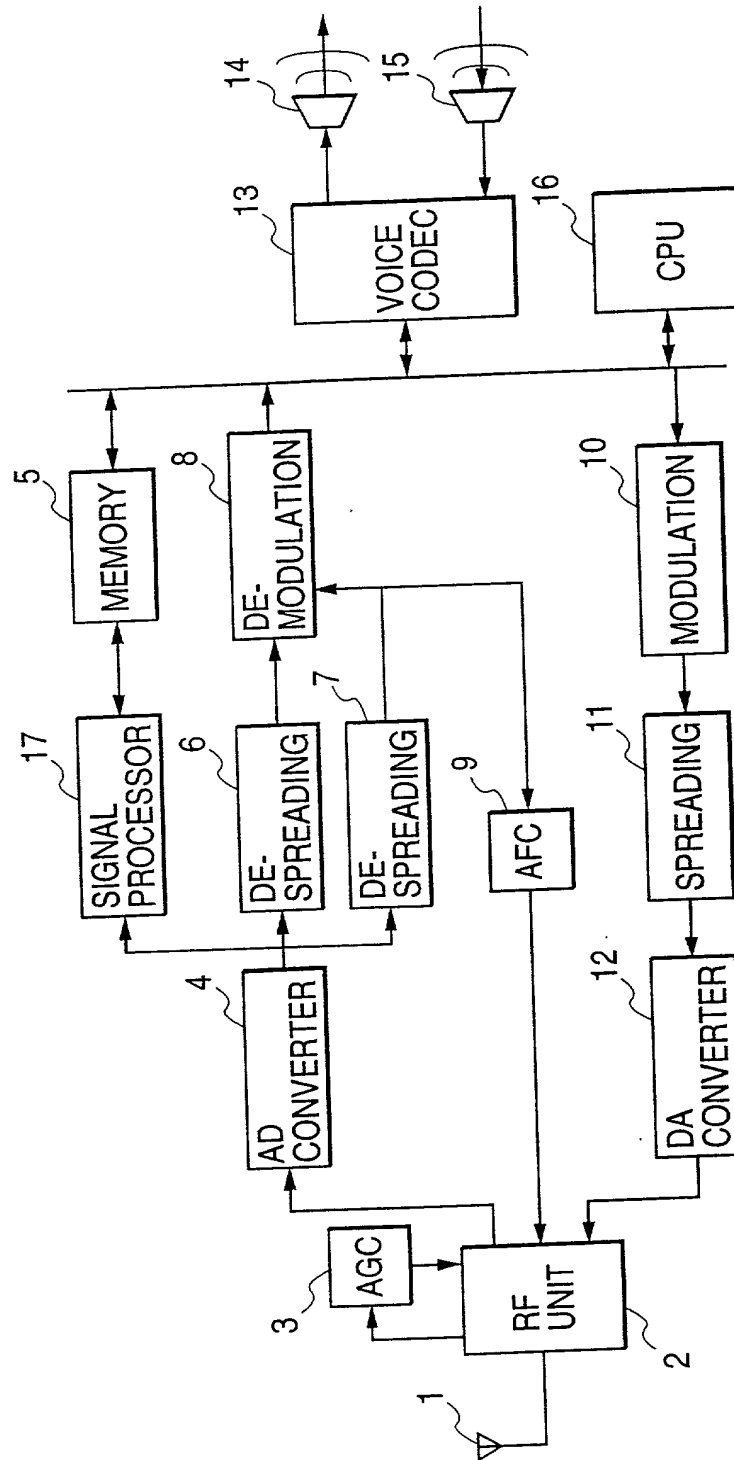 1
RF
UNIT
2
3
AGC
AD
CONVERTER
4
SIGNAL
PROCESSOR
17
MEMORY
5
DE-
SPREADING
6
DE-
SPREADING
7
DE-
MODULATION
8
AFC
9
MODULATION
10
SPREADING
11
DA
CONVERTER
12
VOICE
CODEC
13
14
15
CPU
16